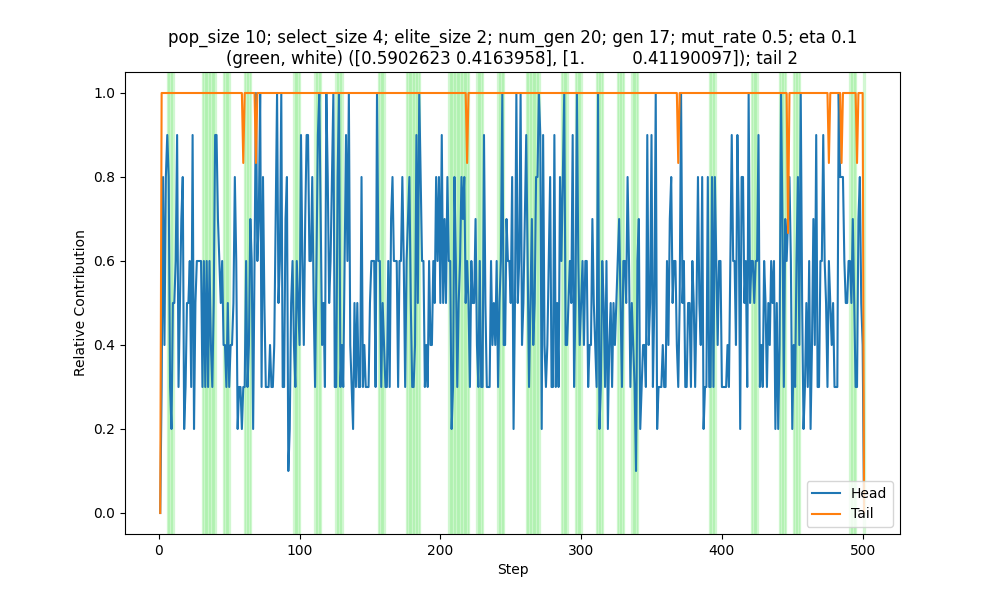 pop_size 10; select_size 4; elite_size 2; num_gen 20; gen 17; mut_rate 0.5; eta 0.1
(green, white) ([0.5902623 0.4163958], [1.         0.41190097]); tail 2
1.0
0.8
0.6
0.4
0.2
0.0
Relative Contribution
Head
Tail
0
100
200
300
400
500
Step